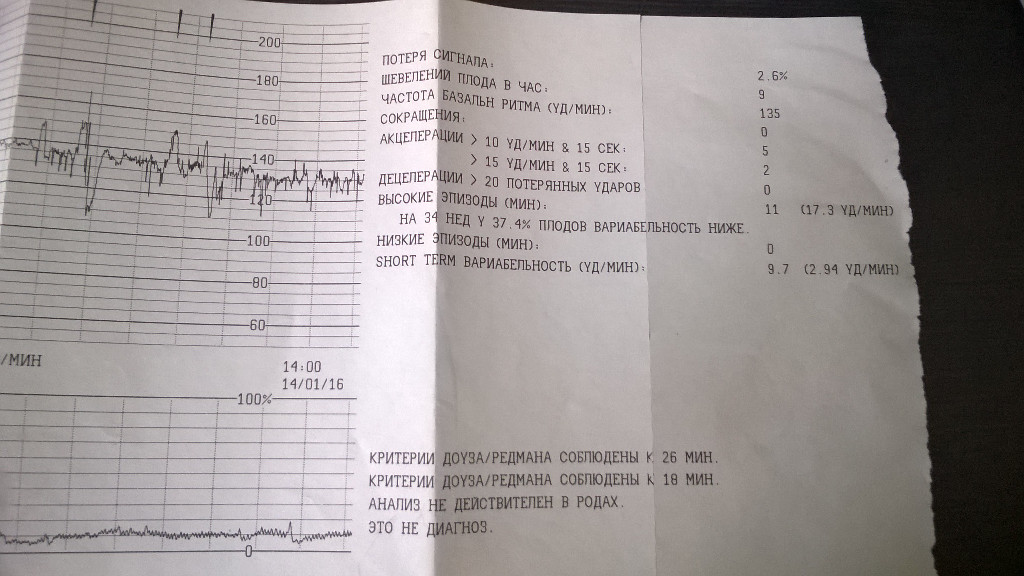 200
180
160
140
120
100
80
60
/МИН
14:00
14/01/16
100%
0
ПОТЕРЯ СИГНАЛА: 2.6%
ШЕВЕЛЕНИЙ ПЛОДА В ЧАС: 9
ЧАСТОТА БАЗАЛЬН РИТМА (УД/МИН): 135
СОКРАЩЕНИЯ: 0
АКЦЕЛЕРАЦИИ > 10 УД/МИН & 15 СЕК: 5
> 15 УД/МИН & 15 СЕК: 2
ДЕЦЕЛЕРАЦИИ > 20 ПОТЕРЯННЫХ УДАРОВ 0
ВЫСОКИЕ ЭПИЗОДЫ (МИН): 11 (17.3 УД/МИН)
НА 34 НЕД У 37.4% ПЛОДОВ ВАРИАБЕЛЬНОСТЬ НИЖЕ.
НИЗКИЕ ЭПИЗОДЫ (МИН): 0
SHORT TERM ВАРИАБЕЛЬНОСТЬ (УД/МИН): 9.7 (2.94 УД/МИН)
КРИТЕРИИ ДОУЗА/РЕДМАНА СОБЛЮДЕНЫ К 26 МИН.
КРИТЕРИИ ДОУЗА/РЕДМАНА СОБЛЮДЕНЫ К 18 МИН.
АНАЛИЗ НЕ ДЕЙСТВИТЕЛЕН В РОДАХ.
ЭТО НЕ ДИАГНОЗ.